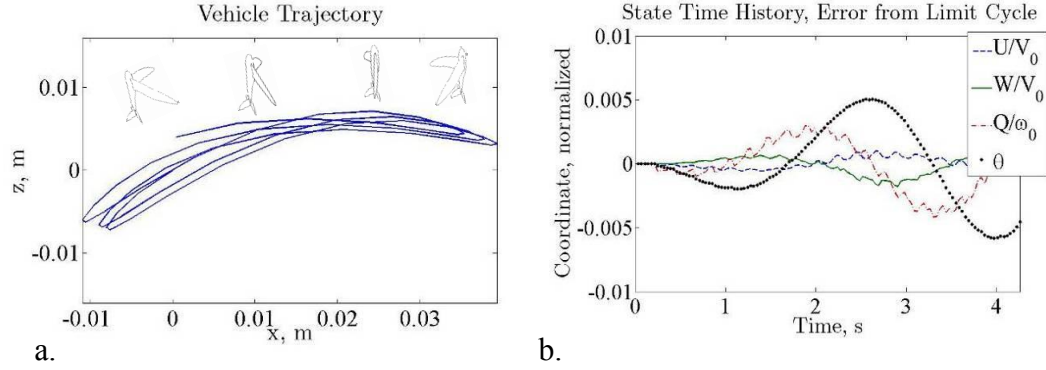 Vehicle Trajectory
0.01
0
-0.01
z, m
-0.01
0
0.01
0.02
0.03
x, m
a.
State Time History, Error from Limit Cycle
0.01
0.005
0
-0.005
-0.01
Coordinate, normalized
U/V0
W/V0
Q/ω0
θ
0
1
2
3
4
Time, s
b.